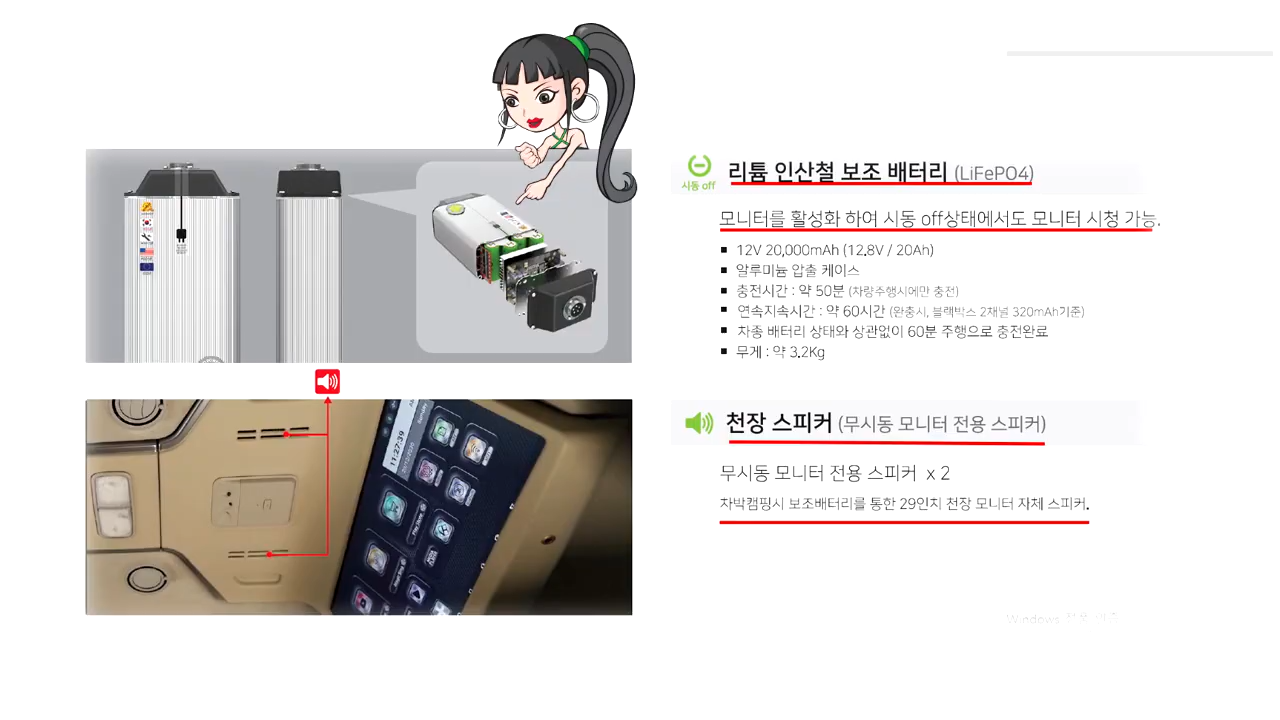 시동 off
리튬 인산철 보조 배터리 (LiFePO4)
모니터를 활성화 하여 시동 off상태에서도 모니터 시청 가능.
■ 12V 20,000mAh (12.8V / 20Ah)
■ 알루미늄 압출 케이스
■ 충전시간 : 약 50분 (차량주행시에만 충전)
■ 연속지속시간 : 약 60시간 (완충시, 블랙박스 2채널 320mAh기준)
■ 차종 배터리 상태와 상관없이 60분 주행으로 충전완료
■ 무게 : 약 3.2Kg
11:27:39
천장 스피커 (무시동 모니터 전용 스피커)
무시동 모니터 전용 스피커 x 2
차박캠핑시 보조배터리를 통한 29인치 천장 모니터 자체 스피커.
Windows